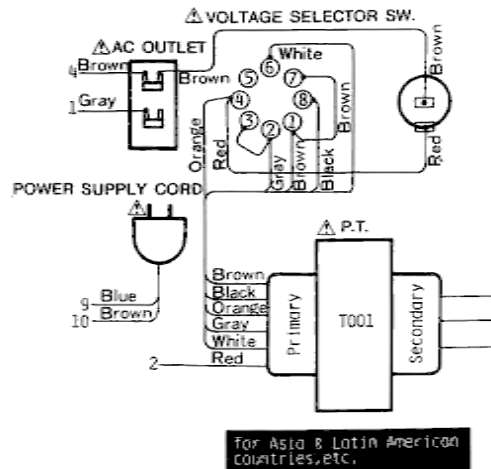 ⚠ VOLTAGE SELECTOR SW.
⚠ AC OUTLET
4 Brown
Brown
White
Brown
1 Gray
6
5
7
4
8
3
2
1
Orange
Red
Gray
Brown
Black
Brown
Red
POWER SUPPLY CORD
⚠
⚠ P.T.
9 Blue
10 Brown
Brown
Black
Orange
Gray
White
2 Red
Primary
T001
Secondary
for Asia & Latin American
countries,etc.